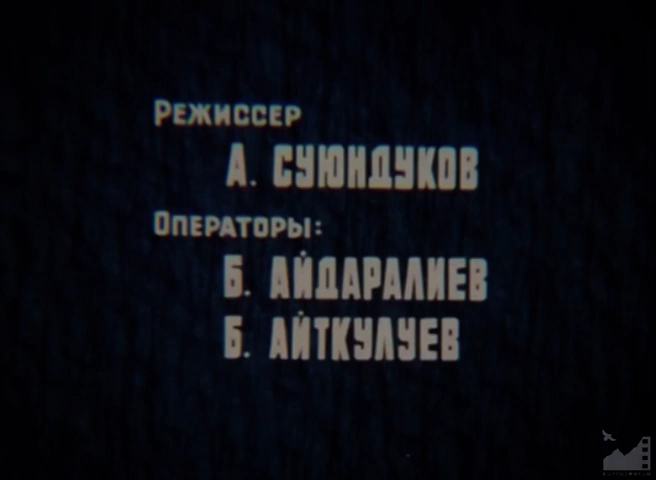 Режиссер
А. СУЮНДУКОВ
Операторы:
Б. АЙДАРАЛИЕВ
Б. АЙТКУЛУЕВ